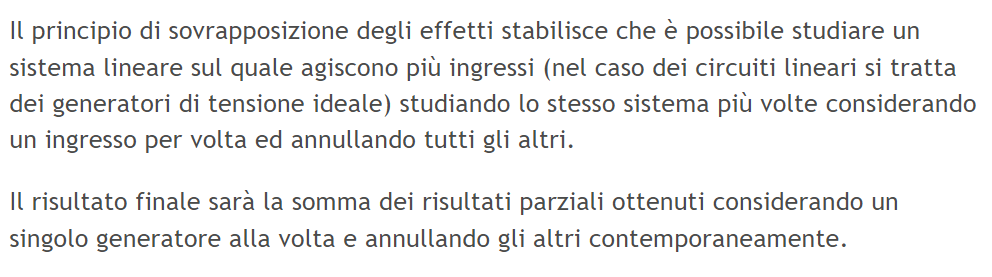 Il principio di sovrapposizione degli effetti stabilisce che è possibile studiare un
sistema lineare sul quale agiscono più ingressi (nel caso dei circuiti lineari si tratta
dei generatori di tensione ideale) studiando lo stesso sistema più volte considerando
un ingresso per volta ed annullando tutti gli altri.
Il risultato finale sarà la somma dei risultati parziali ottenuti considerando un
singolo generatore alla volta e annullando gli altri contemporaneamente.